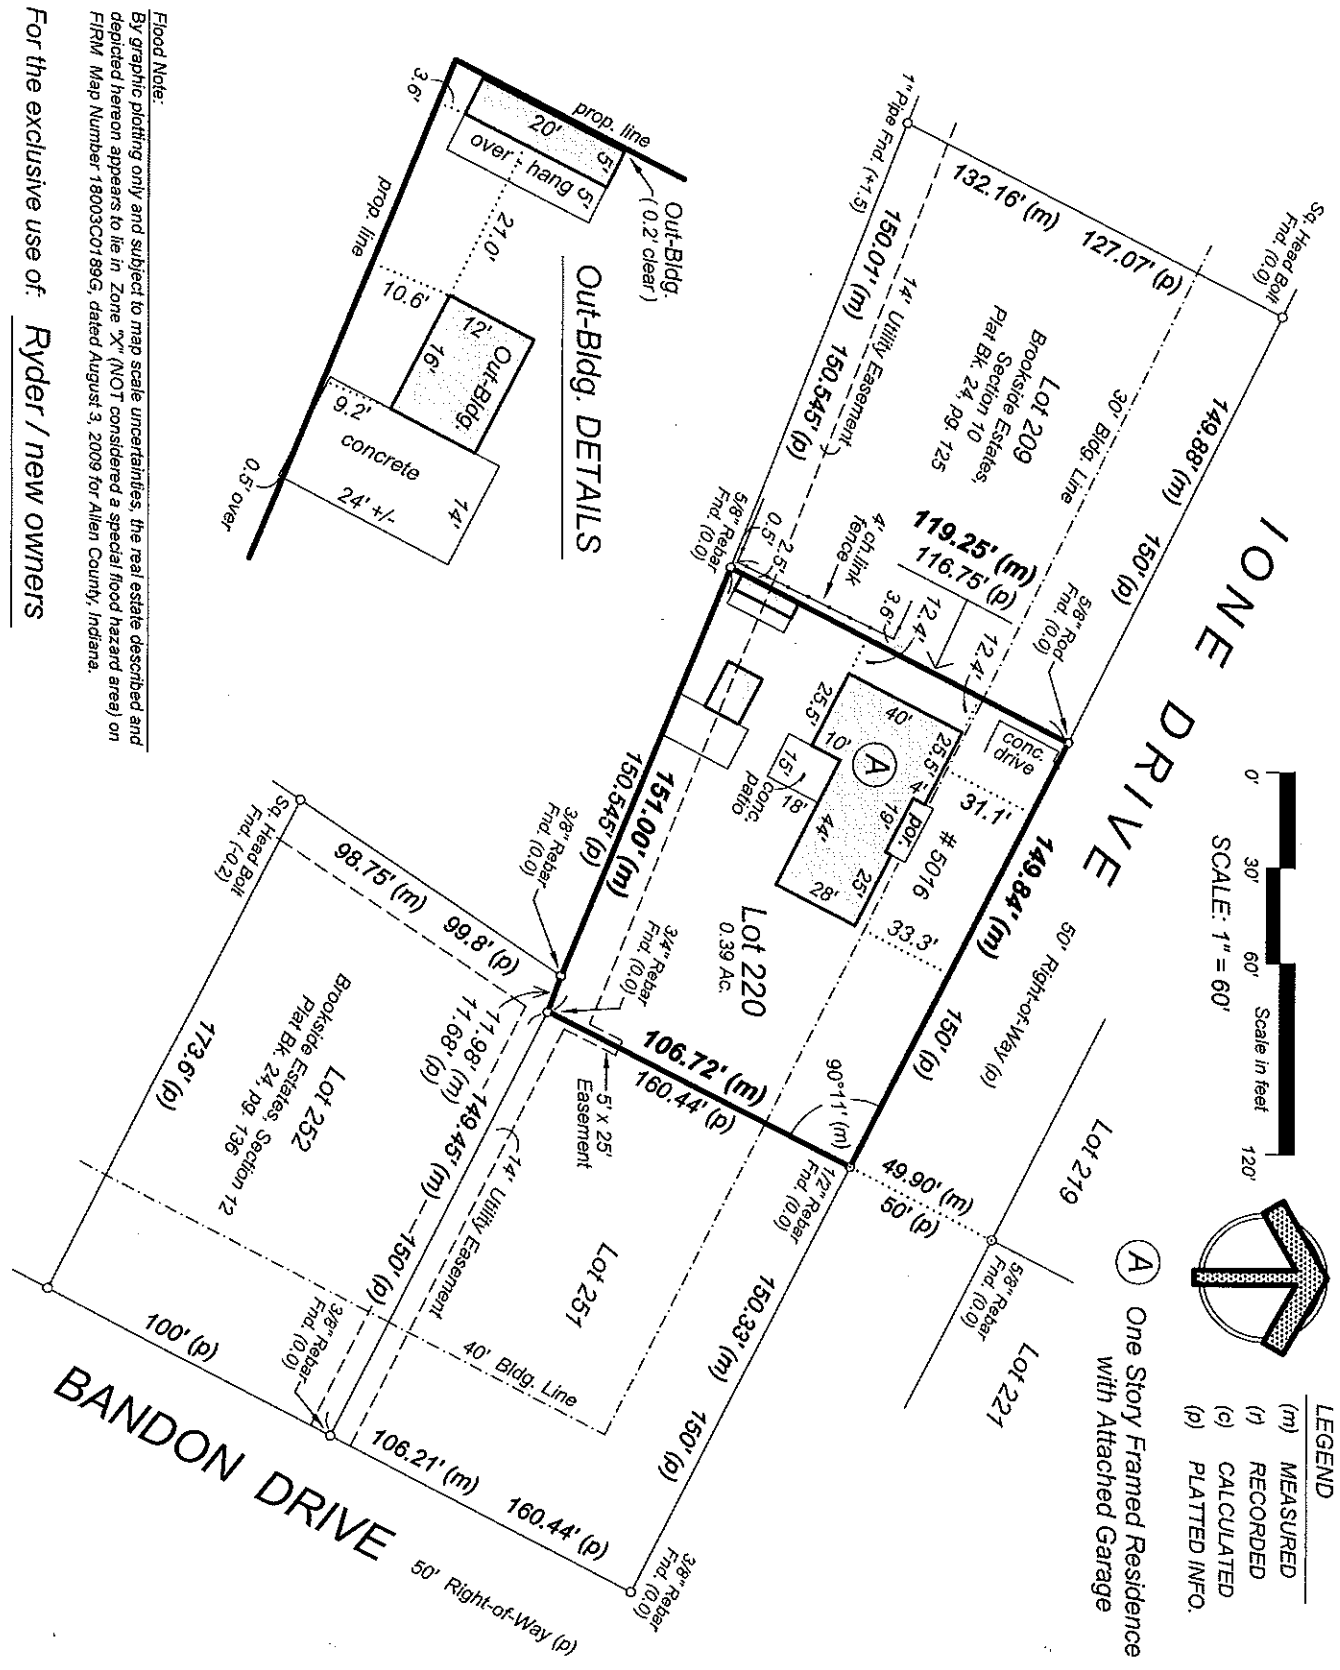 LEGEND
(m) MEASURED
(r) RECORDED
(c) CALCULATED
(p) PLATTED INFO.
A One Story Framed Residence
with Attached Garage
0' 30' 60' Scale in feet 120'
SCALE: 1" = 60'
IONE DRIVE
50' Right-of-Way (p)
Lot 219
Lot 221
49.90' (m)
50' (p)
5/8" Rebar
Fnd. (0.0)
Sq. Head Bolt
Fnd. (0.0)
149.88' (m) 150' (p)
5/8" Rod
Fnd. (0.0)
149.84' (m) 150' (p)
1/2" Rebar
Fnd. (0.0)
150.33' (m) 150' (p)
3/8" Rebar
Fnd. (0.0)
132.16' (m) 127.07' (p)
1" Pipe Fnd. (+1.5)
30' Bldg. Line
Lot 209
Brookside Estates,
Section 10
Plat Bk. 24, pg. 125
14' Utility Easement
150.01' (m) 150.545' (p)
119.25' (m)
116.75' (p)
4' ch.link
fence
12.4'
12.4'
3.6'
2.5'
0.5'
5/8" Rebar
Fnd. (0.0)
conc.
drive
31.1'
# 5016
33.3'
40'
25.5'
25.5'
4'
por.
19'
25'
A
10'
15'
18'
conc.
patio
44'
28'
Lot 220
0.39 Ac.
90°11' (m)
106.72' (m)
160.44' (p)
151.00' (m)
150.545' (p)
3/4" Rebar
Fnd. (0.0)
3/8" Rebar
Fnd. (0.0)
11.98' (m)
11.68' (p)
5' x 25'
Easement
Lot 251
14' Utility Easement
149.45' (m) 150' (p)
40' Bldg. Line
106.21' (m) 160.44' (p)
3/8" Rebar
Fnd. (0.0)
98.75' (m) 99.8' (p)
Sq. Head Bolt
Fnd. (-0.2)
Lot 252
Brookside Estates, Section 12
Plat Bk. 24, pg. 136
173.6' (p)
100' (p)
BANDON DRIVE
50' Right-of-Way (p)
Out-Bldg. DETAILS
Out-Bldg.
( 0.2' clear )
prop. line
20'
5'
over - hang 5'
3.6'
21.0'
prop. line
10.6'
12'
16'
Out-Bldg.
9.2'
concrete
14'
24' +/-
0.5' over
Flood Note:
By graphic plotting only and subject to map scale uncertainties, the real estate described and
depicted hereon appears to lie in Zone "X" (NOT considered a special flood hazard area) on
FIRM Map Number 18003C0189G, dated August 3, 2009 for Allen County, Indiana.
For the exclusive use of: Ryder / new owners